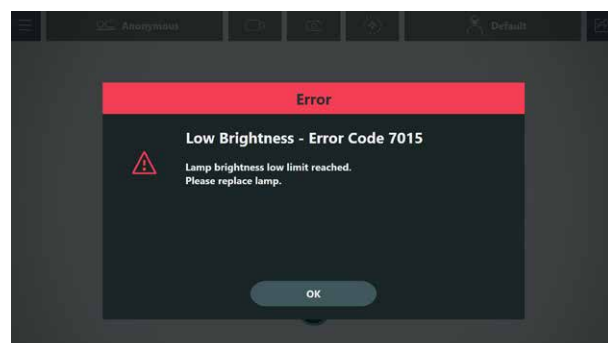 Anonymous
Default
Error
Low Brightness - Error Code 7015
Lamp brightness low limit reached.
Please replace lamp.
OK